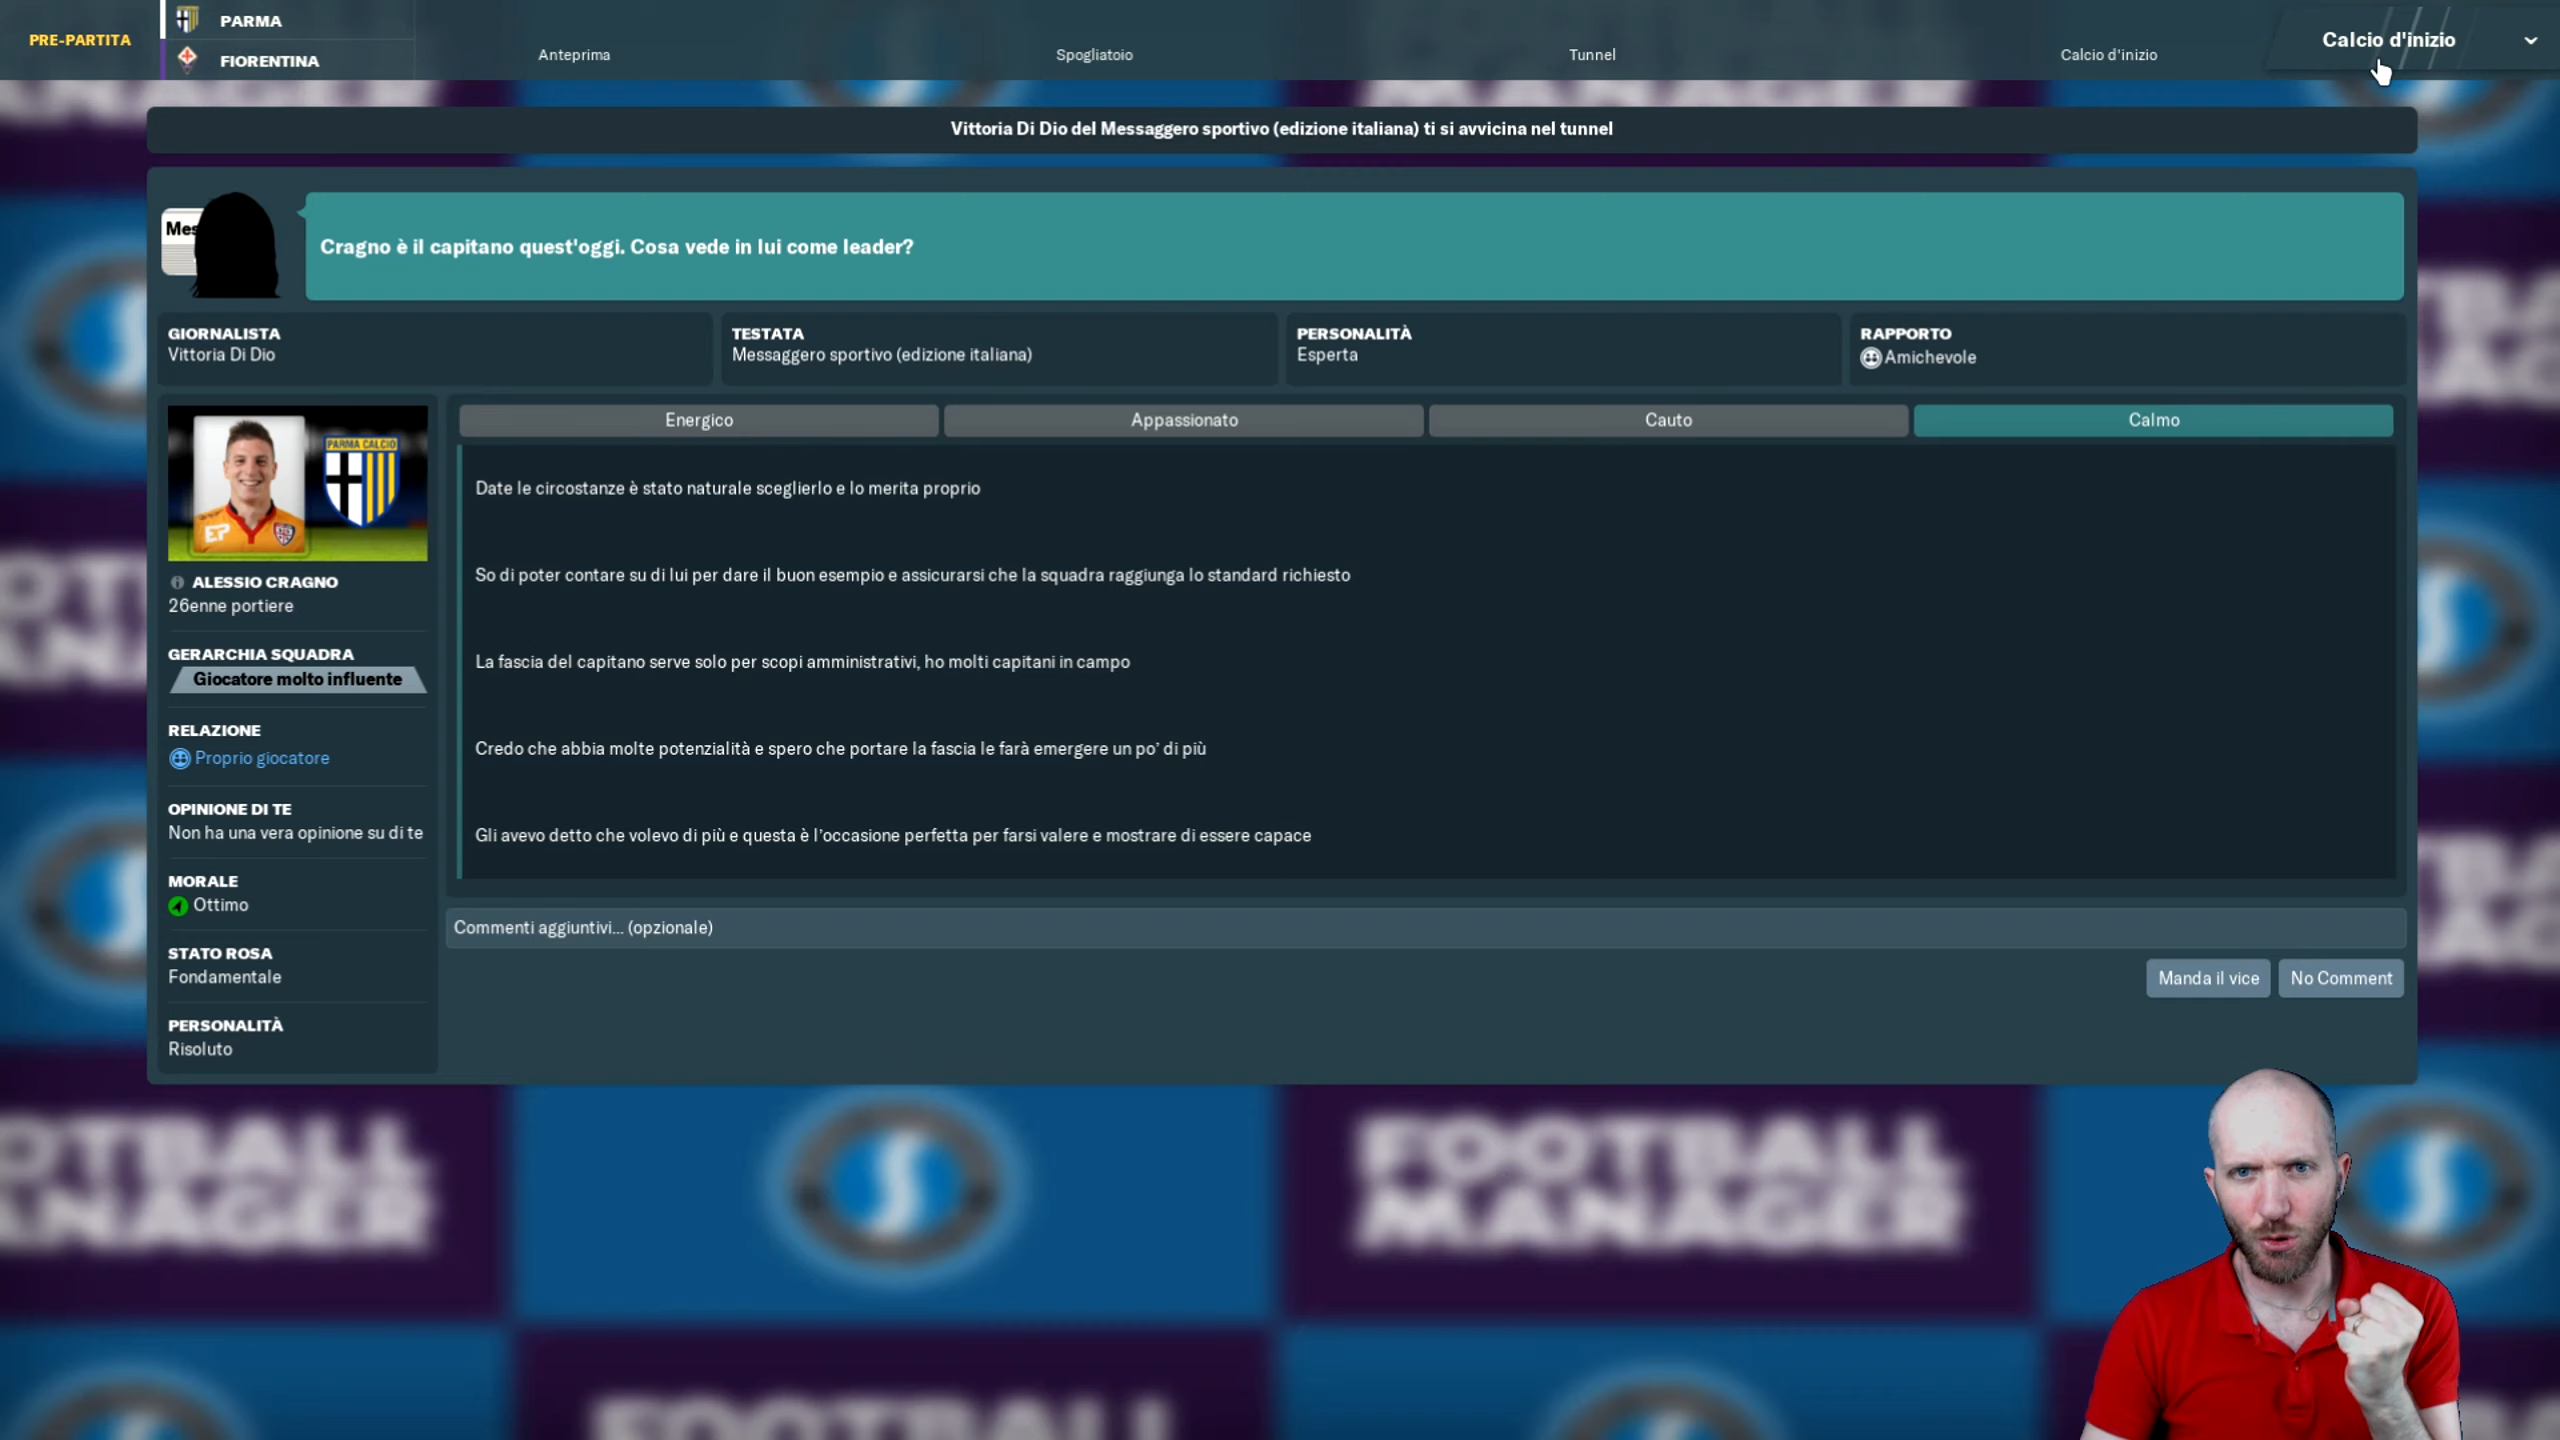 PRE-PARTITA
PARMA
FIORENTINA
Anteprima
Spogliatoio
Tunnel
Calcio d'inizio
Calcio d'inizio
Vittoria Di Dio del Messaggero sportivo (edizione italiana) ti si avvicina nel tunnel
Mes
Cragno è il capitano quest'oggi. Cosa vede in lui come leader?
GIORNALISTA
Vittoria Di Dio
TESTATA
Messaggero sportivo (edizione italiana)
PERSONALITÀ
Esperta
RAPPORTO
Amichevole
PARMA CALCIO
EP
ALESSIO CRAGNO
26enne portiere
GERARCHIA SQUADRA
Giocatore molto influente
RELAZIONE
Proprio giocatore
OPINIONE DI TE
Non ha una vera opinione su di te
MORALE
Ottimo
STATO ROSA
Fondamentale
PERSONALITÀ
Risoluto
Energico
Appassionato
Cauto
Calmo
Date le circostanze è stato naturale sceglierlo e lo merita proprio
So di poter contare su di lui per dare il buon esempio e assicurarsi che la squadra raggiunga lo standard richiesto
La fascia del capitano serve solo per scopi amministrativi, ho molti capitani in campo
Credo che abbia molte potenzialità e spero che portare la fascia le farà emergere un po' di più
Gli avevo detto che volevo di più e questa è l'occasione perfetta per farsi valere e mostrare di essere capace
Commenti aggiuntivi... (opzionale)
Manda il vice
No Comment
FOOTBALL
MANAGER